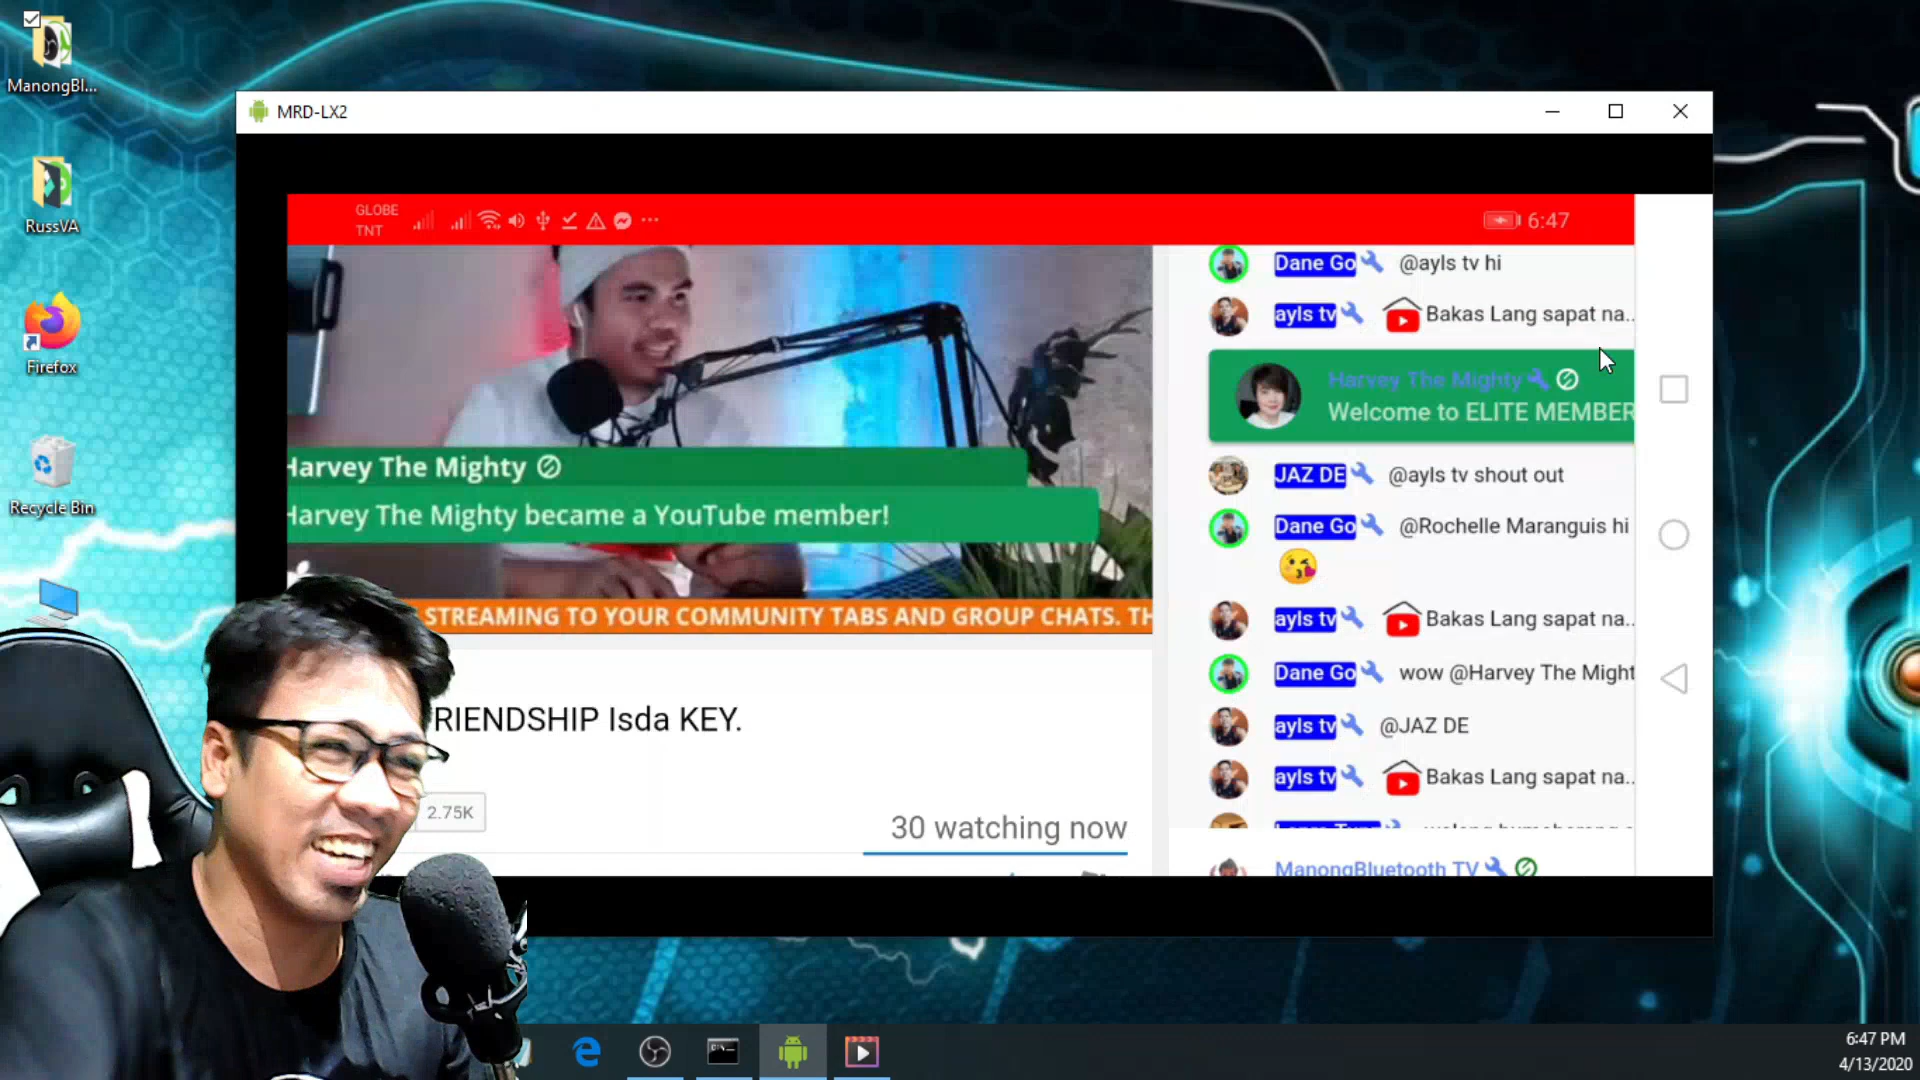 ManongBl...
RussVA
Firefox
Recycle Bin
MRD-LX2
GLOBE
TNT
6:47
Harvey The Mighty
Harvey The Mighty became a YouTube member!
STREAMING TO YOUR COMMUNITY TABS AND GROUP CHATS. TH
RIENDSHIP Isda KEY.
2.75K
30 watching now
Dane Go @ayls tv hi
ayls tv Bakas Lang sapat na..
Harvey The Mighty
Welcome to ELITE MEMBER
JAZ DE @ayls tv shout out
Dane Go @Rochelle Maranguis hi
ayls tv Bakas Lang sapat na..
Dane Go wow @Harvey The Might
ayls tv @JAZ DE
ayls tv Bakas Lang sapat na..
ManongBluetooth TV
6:47 PM
4/13/2020